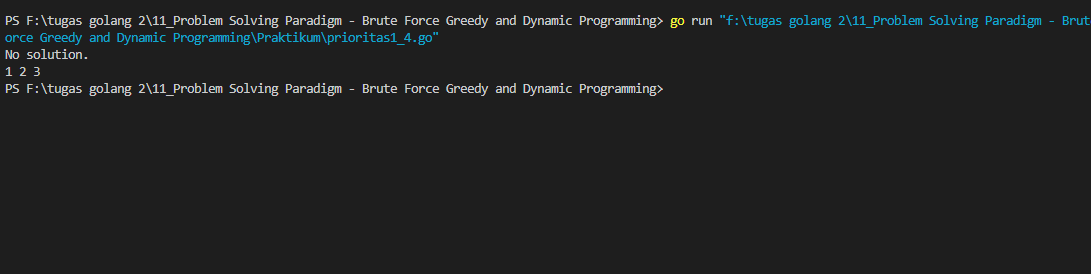 PS F:\tugas golang 2\11_Problem Solving Paradigm - Brute Force Greedy and Dynamic Programming> go run "f:\tugas golang 2\11_Problem Solving Paradigm - Brut
orce Greedy and Dynamic Programming\Praktikum\prioritas1_4.go"
No solution.
1 2 3
PS F:\tugas golang 2\11_Problem Solving Paradigm - Brute Force Greedy and Dynamic Programming>